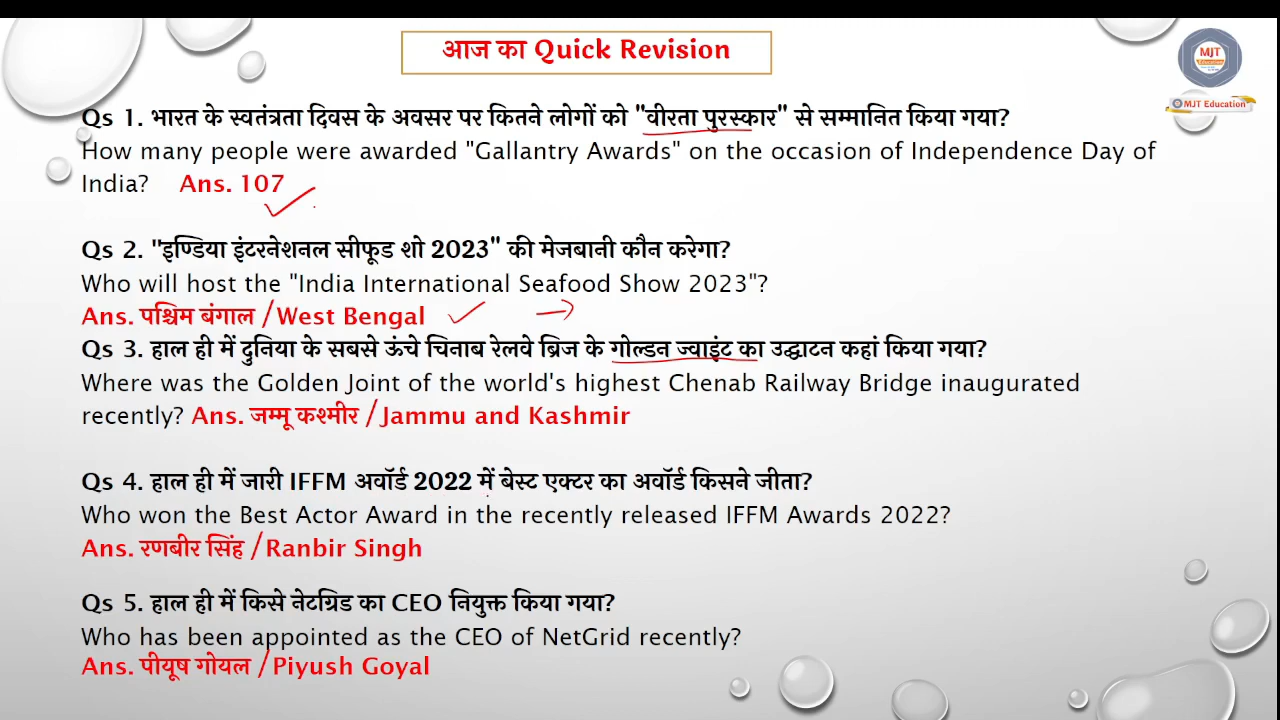 आज का Quick Revision
MJT
Education
MJT Education
Qs 1. भारत के स्वतंत्रता दिवस के अवसर पर कितने लोगों को "वीरता पुरस्कार" से सम्मानित किया गया?
How many people were awarded "Gallantry Awards" on the occasion of Independence Day of
India? Ans. 107
Qs 2. "इण्डिया इंटरनेशनल सीफूड शो 2023" की मेजबानी कौन करेगा?
Who will host the "India International Seafood Show 2023"?
Ans. पश्चिम बंगाल /West Bengal
Qs 3. हाल ही में दुनिया के सबसे ऊंचे चिनाब रेलवे ब्रिज के गोल्डन ज्वाइंट का उद्घाटन कहां किया गया?
Where was the Golden Joint of the world's highest Chenab Railway Bridge inaugurated
recently? Ans. जम्मू कश्मीर /Jammu and Kashmir
Qs 4. हाल ही में जारी IFFM अवॉर्ड 2022 में बेस्ट एक्टर का अवॉर्ड किसने जीता?
Who won the Best Actor Award in the recently released IFFM Awards 2022?
Ans. रणबीर सिंह /Ranbir Singh
Qs 5. हाल ही में किसे नेटग्रिड का CEO नियुक्त किया गया?
Who has been appointed as the CEO of NetGrid recently?
Ans. पीयूष गोयल /Piyush Goyal